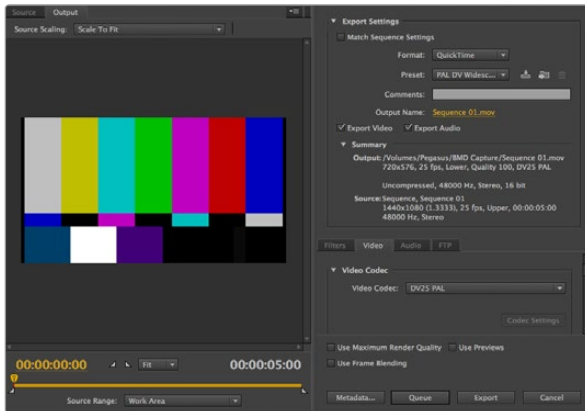 Source Output
Source Scaling: Scale To Fit
00:00:00:00 Fit 00:00:05:00
Source Range: Work Area
Export Settings
Match Sequence Settings
Format: QuickTime
Preset: PAL DV Widesc...
Comments:
Output Name: Sequence 01.mov
Export Video Export Audio
Summary
Output: /Volumes/Pegasus/BMD Capture/Sequence 01.mov
720x576, 25 fps, Lower, Quality 100, DV25 PAL
Uncompressed, 48000 Hz, Stereo, 16 bit
Source: Sequence, Sequence 01
1440x1080 (1.3333), 25 fps, Upper, 00:00:05:00
48000 Hz, Stereo
Filters Video Audio FTP
Video Codec
Video Codec: DV25 PAL
Codec Settings
Use Maximum Render Quality Use Previews
Use Frame Blending
Metadata... Queue Export Cancel